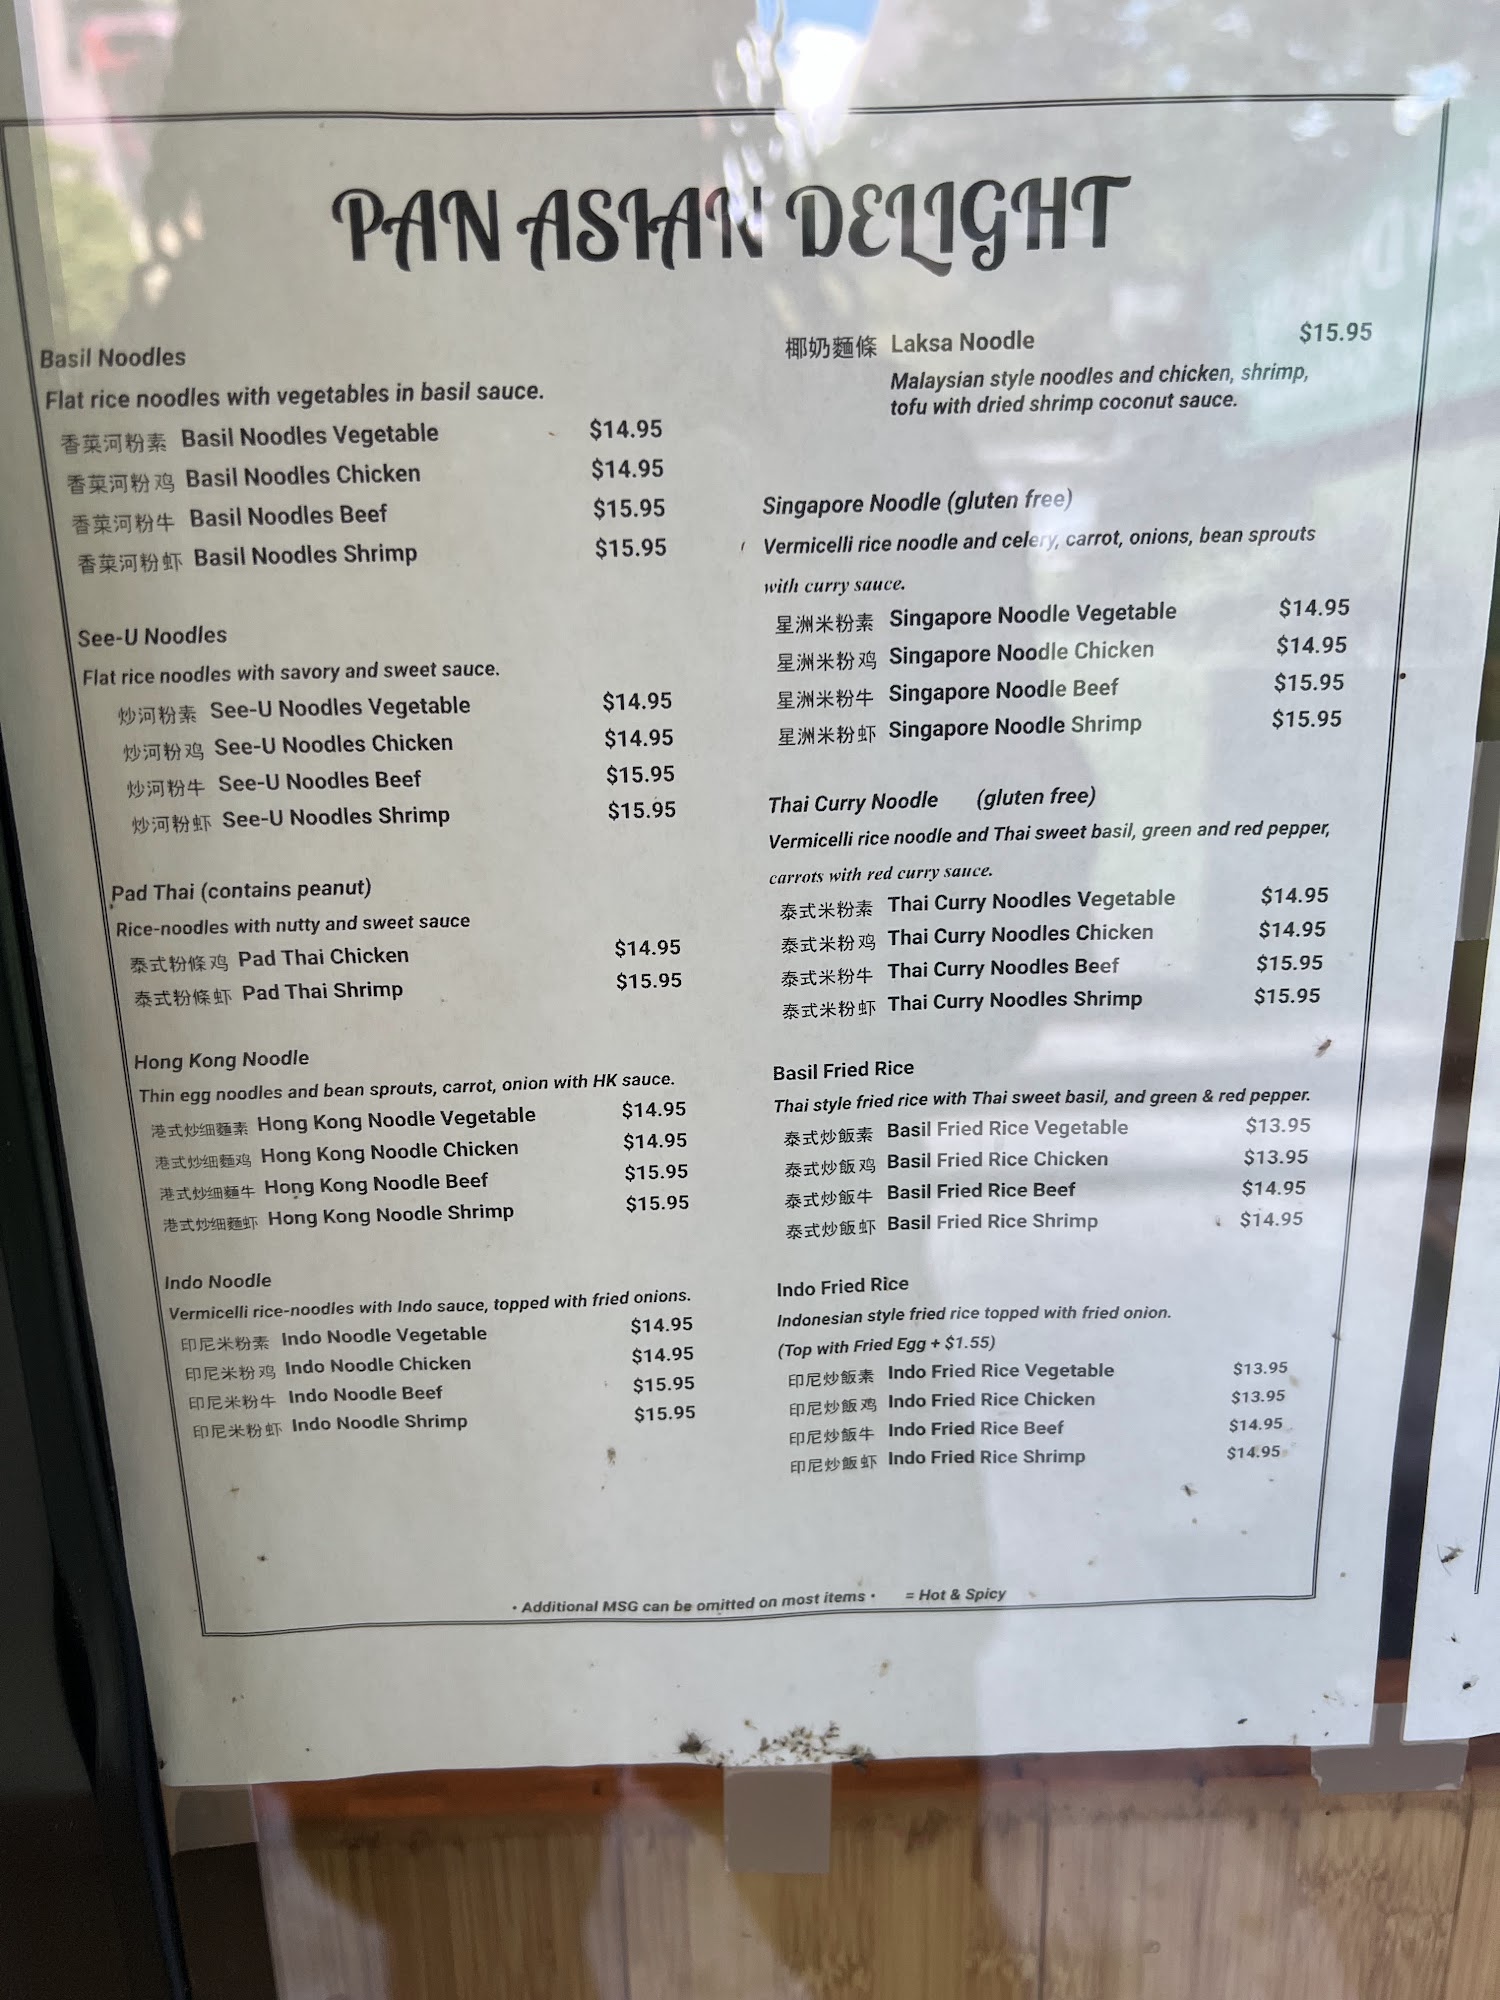 PAN ASIAN DELIGHT
Basil Noodles
Flat rice noodles with vegetables in basil sauce.
香菜河粉素 Basil Noodles Vegetable $14.95
香菜河粉鸡 Basil Noodles Chicken $14.95
香菜河粉牛 Basil Noodles Beef $15.95
香菜河粉虾 Basil Noodles Shrimp $15.95
See-U Noodles
Flat rice noodles with savory and sweet sauce.
炒河粉素 See-U Noodles Vegetable $14.95
炒河粉鸡 See-U Noodles Chicken $14.95
炒河粉牛 See-U Noodles Beef $15.95
炒河粉虾 See-U Noodles Shrimp $15.95
Pad Thai (contains peanut)
Rice-noodles with nutty and sweet sauce
泰式粉條鸡 Pad Thai Chicken $14.95
泰式粉條虾 Pad Thai Shrimp $15.95
Hong Kong Noodle
Thin egg noodles and bean sprouts, carrot, onion with HK sauce.
港式炒细麵素 Hong Kong Noodle Vegetable $14.95
港式炒细麵鸡 Hong Kong Noodle Chicken $14.95
港式炒细麵牛 Hong Kong Noodle Beef $15.95
港式炒细麵虾 Hong Kong Noodle Shrimp $15.95
Indo Noodle
Vermicelli rice-noodles with Indo sauce, topped with fried onions.
印尼米粉素 Indo Noodle Vegetable $14.95
印尼米粉鸡 Indo Noodle Chicken $14.95
印尼米粉牛 Indo Noodle Beef $15.95
印尼米粉虾 Indo Noodle Shrimp $15.95
椰奶麵條 Laksa Noodle $15.95
Malaysian style noodles and chicken, shrimp,
tofu with dried shrimp coconut sauce.
Singapore Noodle (gluten free)
Vermicelli rice noodle and celery, carrot, onions, bean sprouts
with curry sauce.
星洲米粉素 Singapore Noodle Vegetable $14.95
星洲米粉鸡 Singapore Noodle Chicken $14.95
星洲米粉牛 Singapore Noodle Beef $15.95
星洲米粉虾 Singapore Noodle Shrimp $15.95
Thai Curry Noodle (gluten free)
Vermicelli rice noodle and Thai sweet basil, green and red pepper,
carrots with red curry sauce.
泰式米粉素 Thai Curry Noodles Vegetable $14.95
泰式米粉鸡 Thai Curry Noodles Chicken $14.95
泰式米粉牛 Thai Curry Noodles Beef $15.95
泰式米粉虾 Thai Curry Noodles Shrimp $15.95
Basil Fried Rice
Thai style fried rice with Thai sweet basil, and green & red pepper.
泰式炒飯素 Basil Fried Rice Vegetable $13.95
泰式炒飯鸡 Basil Fried Rice Chicken $13.95
泰式炒飯牛 Basil Fried Rice Beef $14.95
泰式炒飯虾 Basil Fried Rice Shrimp $14.95
Indo Fried Rice
Indonesian style fried rice topped with fried onion.
(Top with Fried Egg + $1.55)
印尼炒飯素 Indo Fried Rice Vegetable $13.95
印尼炒飯鸡 Indo Fried Rice Chicken $13.95
印尼炒飯牛 Indo Fried Rice Beef $14.95
印尼炒飯虾 Indo Fried Rice Shrimp $14.95
• Additional MSG can be omitted on most items • = Hot & Spicy